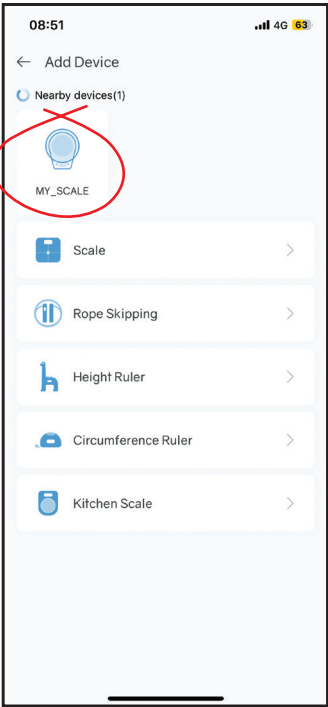 08:51 4G 63
Add Device
Nearby devices(1)
MY_SCALE
Scale
Rope Skipping
Height Ruler
Circumference Ruler
Kitchen Scale